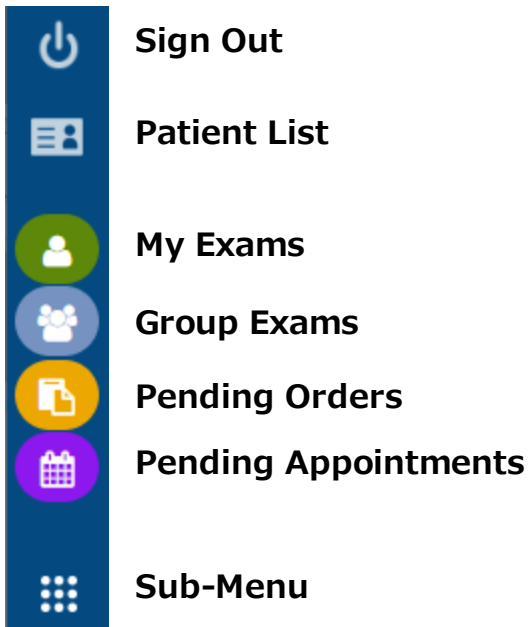 Sign Out
Patient List
My Exams
Group Exams
Pending Orders
Pending Appointments
Sub-Menu